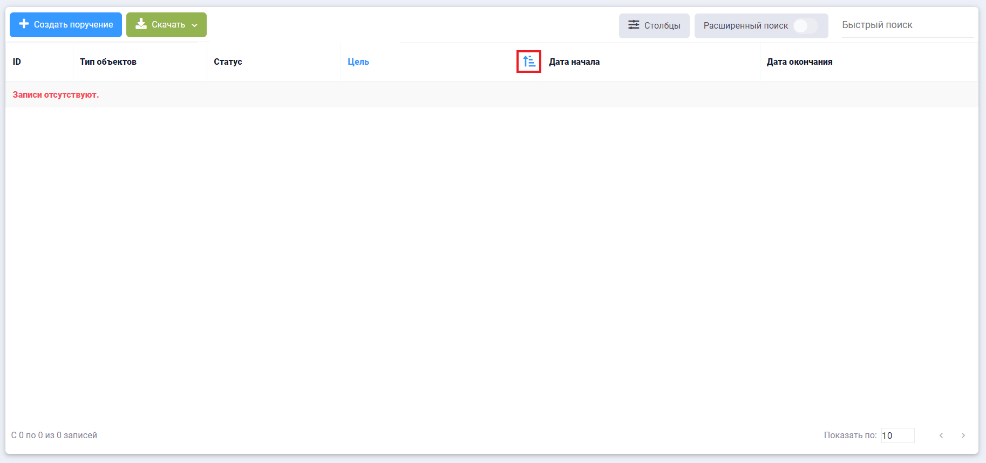 Создать поручение Скачать Столбцы Расширенный поиск Быстрый поиск
ID Тип объектов Статус Цель Дата начала Дата окончания
Записи отсутствуют.
С 0 по 0 из 0 записей Показать по: 10